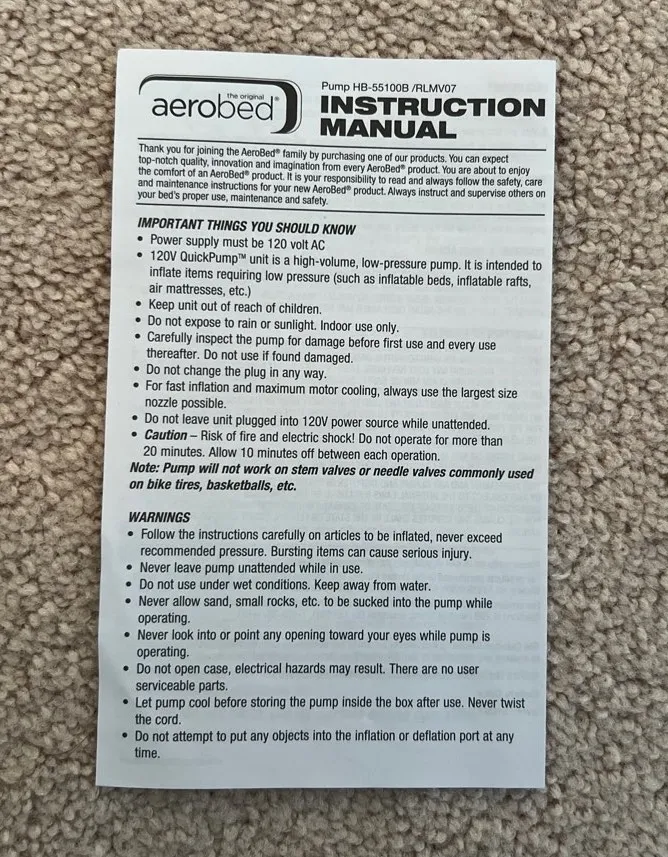 the original
aerobed®
Pump HB-55100B /RLMV07
INSTRUCTION
MANUAL
Thank you for joining the AeroBed® family by purchasing one of our products. You can expect
top-notch quality, innovation and imagination from every AeroBed® product. You are about to enjoy
the comfort of an AeroBed® product. It is your responsibility to read and always follow the safety, care
and maintenance instructions for your new AeroBed® product. Always instruct and supervise others on
your bed's proper use, maintenance and safety.
IMPORTANT THINGS YOU SHOULD KNOW
• Power supply must be 120 volt AC
• 120V QuickPump™ unit is a high-volume, low-pressure pump. It is intended to
inflate items requiring low pressure (such as inflatable beds, inflatable rafts,
air mattresses, etc.)
• Keep unit out of reach of children.
• Do not expose to rain or sunlight. Indoor use only.
• Carefully inspect the pump for damage before first use and every use
thereafter. Do not use if found damaged.
• Do not change the plug in any way.
• For fast inflation and maximum motor cooling, always use the largest size
nozzle possible.
• Do not leave unit plugged into 120V power source while unattended.
• Caution – Risk of fire and electric shock! Do not operate for more than
20 minutes. Allow 10 minutes off between each operation.
Note: Pump will not work on stem valves or needle valves commonly used
on bike tires, basketballs, etc.
WARNINGS
• Follow the instructions carefully on articles to be inflated, never exceed
recommended pressure. Bursting items can cause serious injury.
• Never leave pump unattended while in use.
• Do not use under wet conditions. Keep away from water.
• Never allow sand, small rocks, etc. to be sucked into the pump while
operating.
• Never look into or point any opening toward your eyes while pump is
operating.
• Do not open case, electrical hazards may result. There are no user
serviceable parts.
• Let pump cool before storing the pump inside the box after use. Never twist
the cord.
• Do not attempt to put any objects into the inflation or deflation port at any
time.